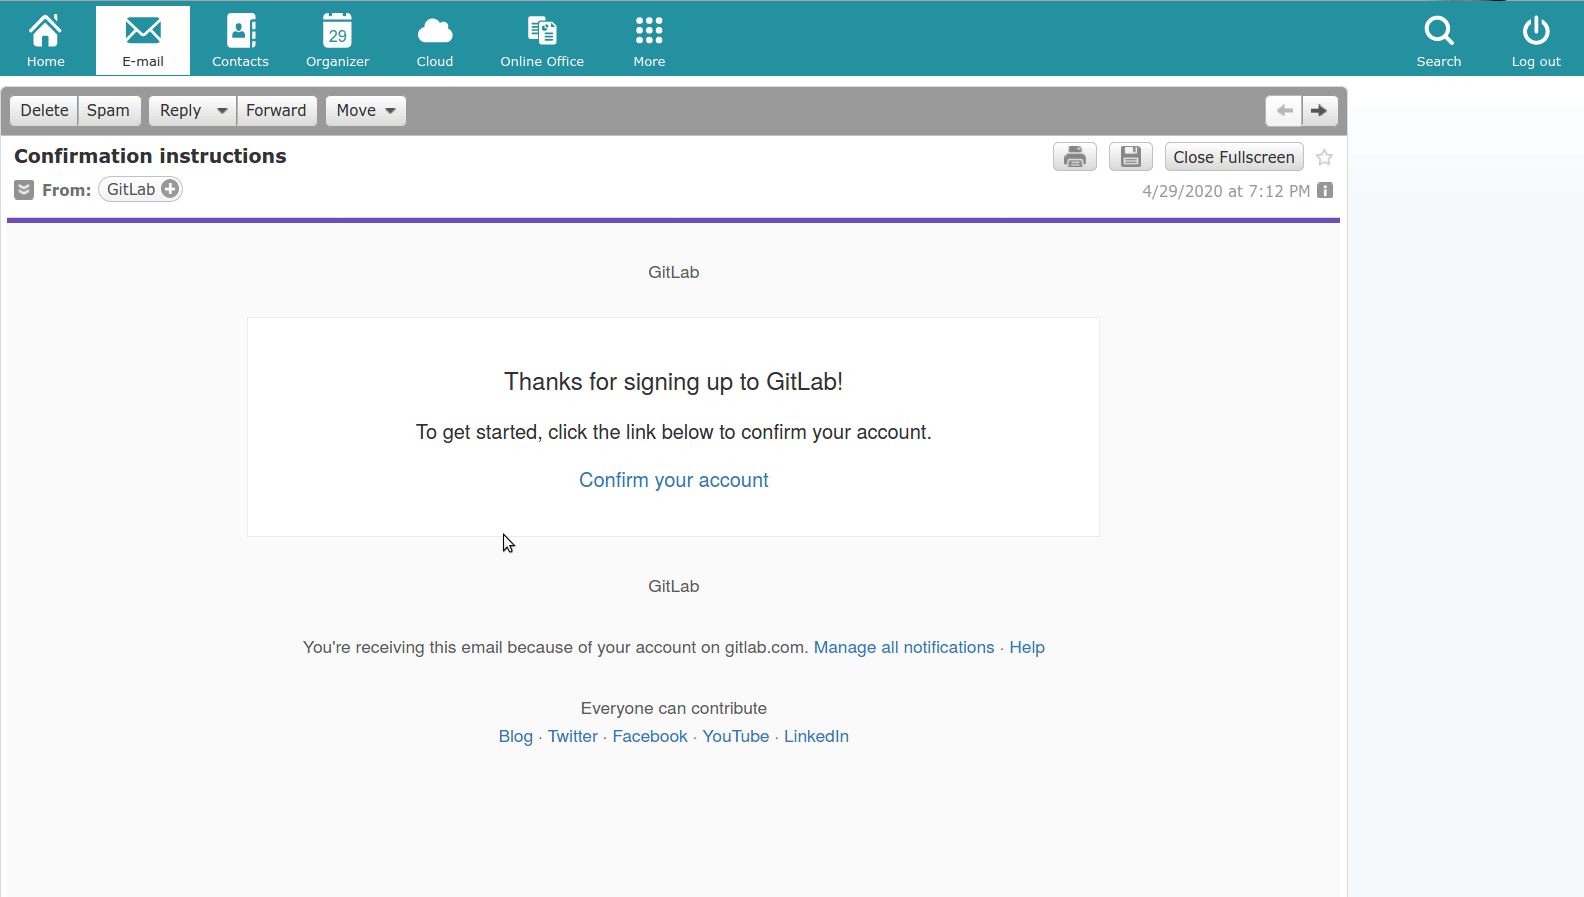 Home E-mail Contacts 29 Organizer Cloud Online Office More Search Log out
Delete Spam Reply Forward Move
Confirmation instructions Close Fullscreen
From: GitLab 4/29/2020 at 7:12 PM
GitLab
Thanks for signing up to GitLab!
To get started, click the link below to confirm your account.
Confirm your account
GitLab
You're receiving this email because of your account on gitlab.com. Manage all notifications · Help
Everyone can contribute
Blog · Twitter · Facebook · YouTube · LinkedIn